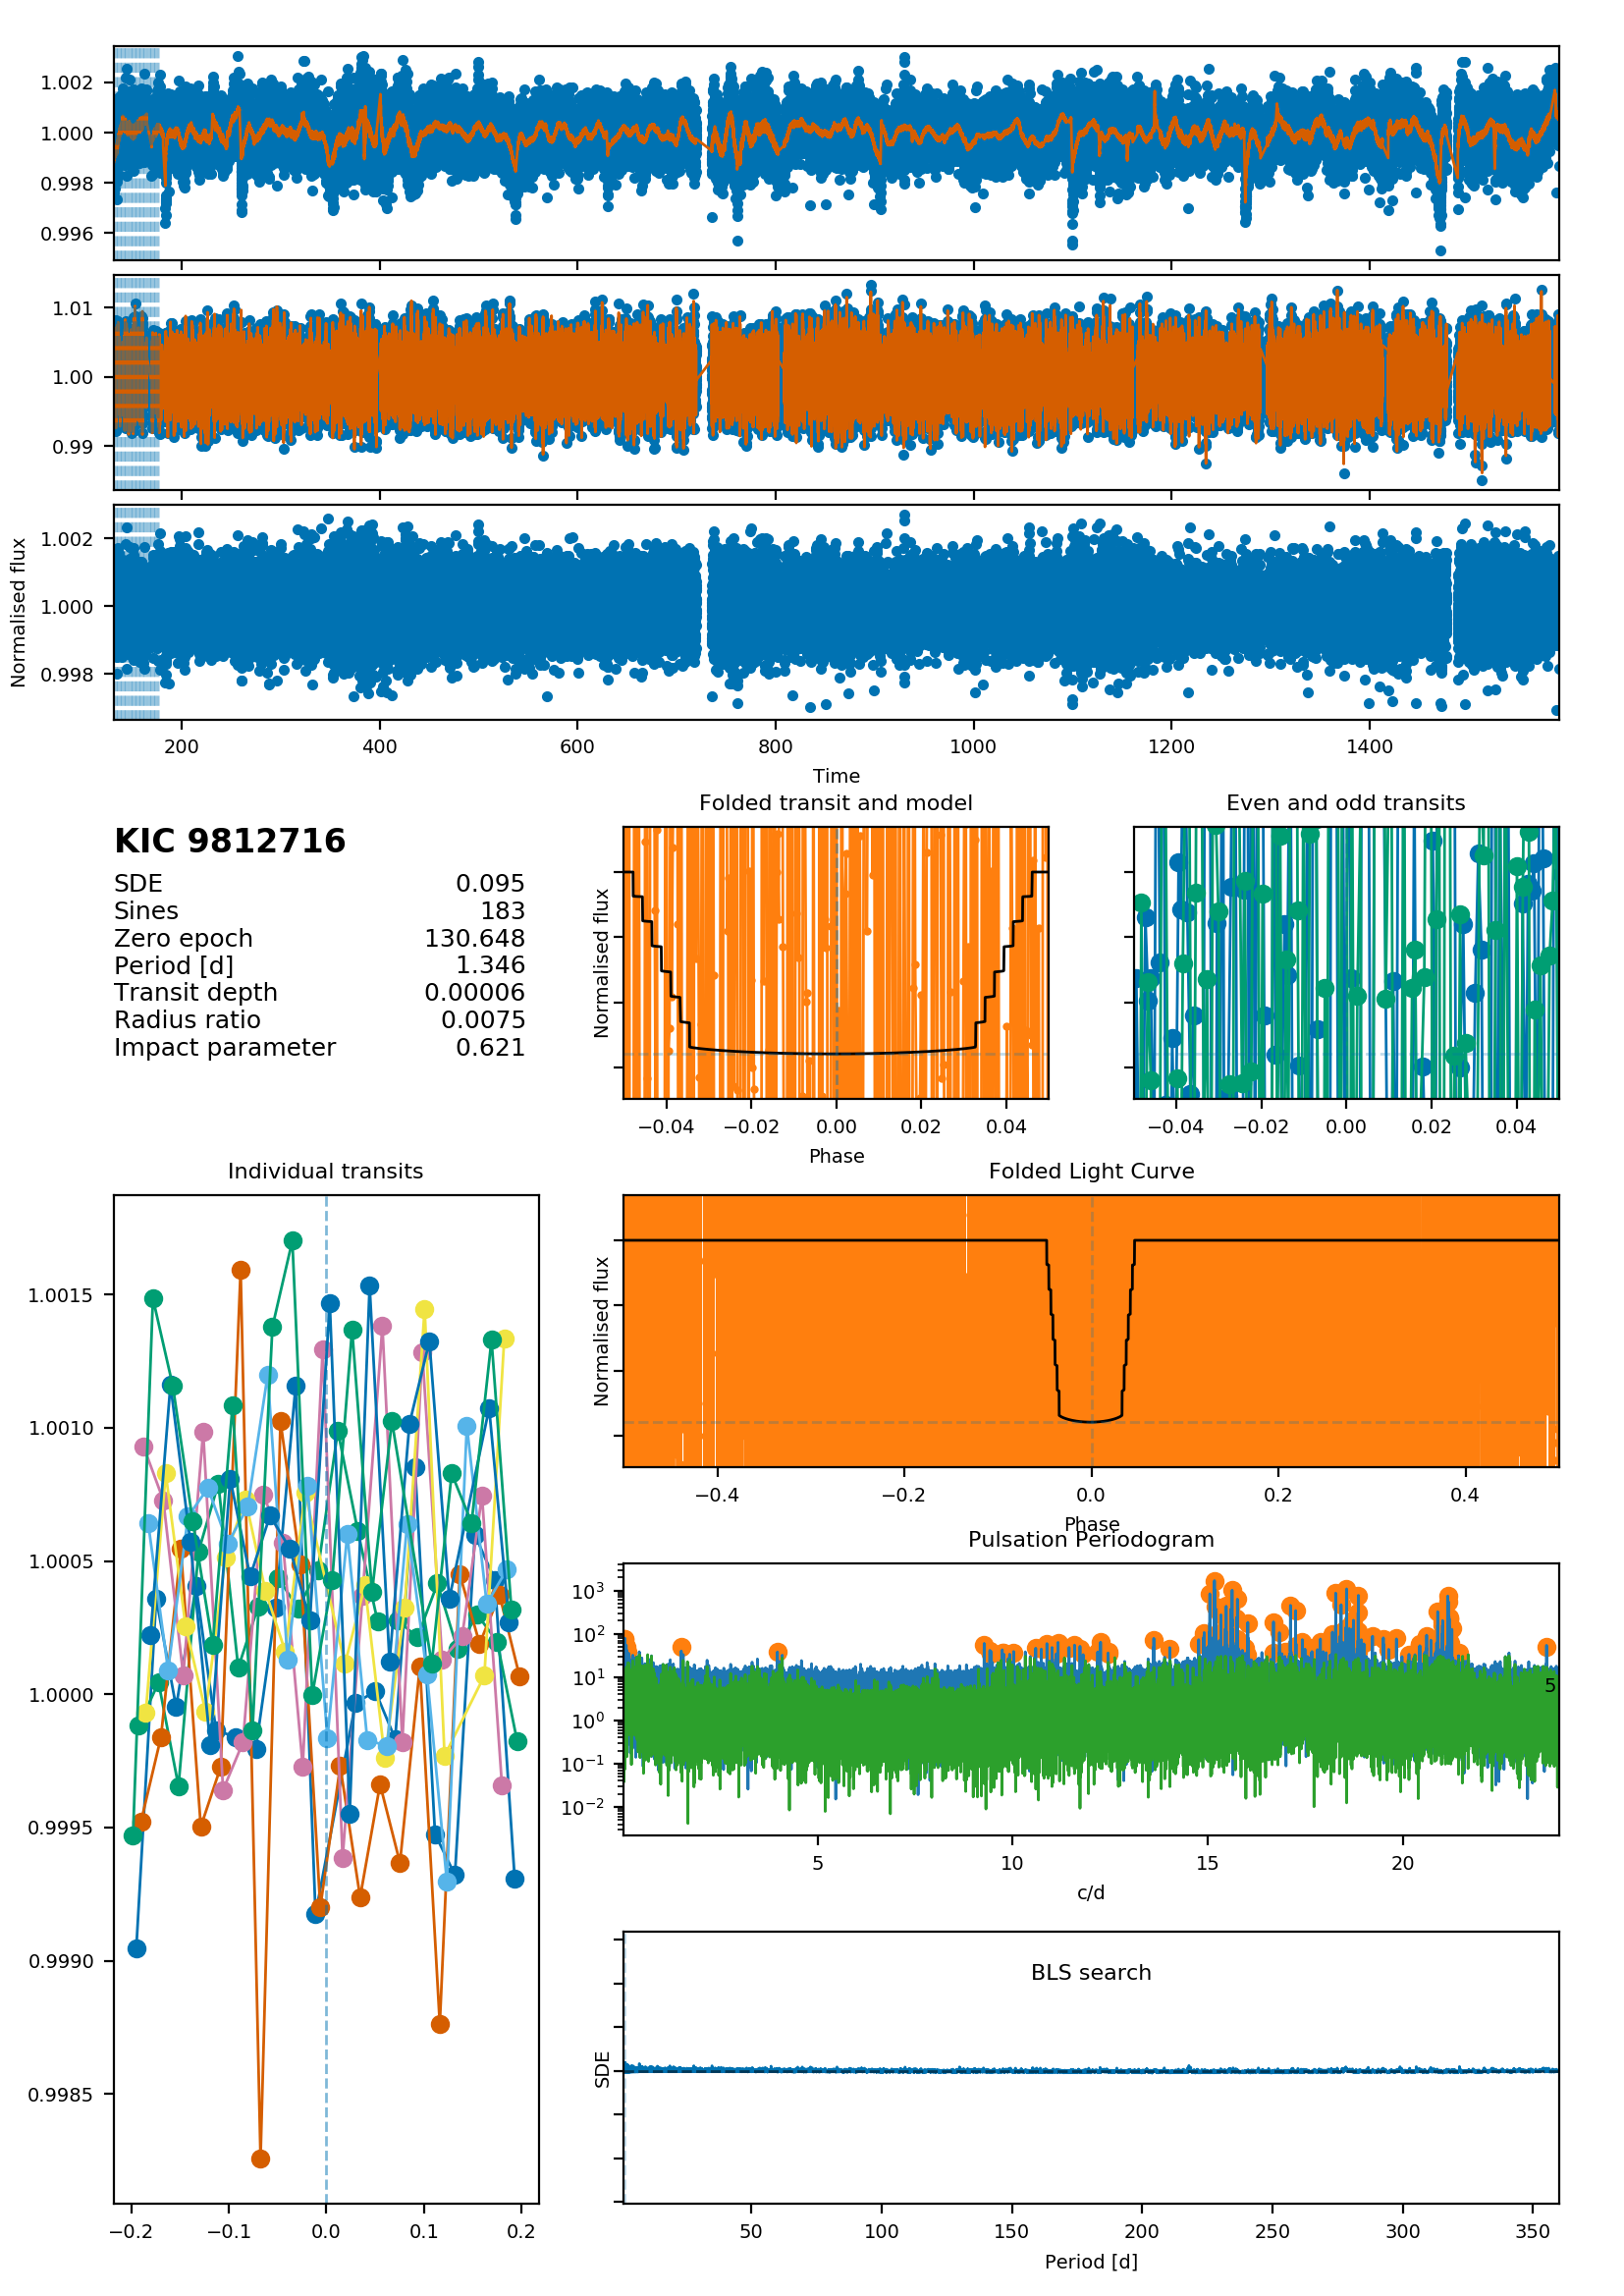 1.002
1.000
0.998
0.996
1.01
1.00
0.99
1.002
1.000
0.998
Normalised flux
200 400 600 800 1000 1200 1400
Time
KIC 9812716
SDE 0.095
Sines 183
Zero epoch 130.648
Period [d] 1.346
Transit depth 0.00006
Radius ratio 0.0075
Impact parameter 0.621
Folded transit and model
Normalised flux
−0.04 −0.02 0.00 0.02 0.04
Phase
Even and odd transits
−0.04 −0.02 0.00 0.02 0.04
Individual transits
1.0015
1.0010
1.0005
1.0000
0.9995
0.9990
0.9985
−0.2 −0.1 0.0 0.1 0.2
Folded Light Curve
Normalised flux
−0.4 −0.2 0.0 0.2 0.4
Phase
Pulsation Periodogram
10³
10²
10¹
10⁰
10⁻¹
10⁻²
5
5 10 15 20
c/d
BLS search
SDE
50 100 150 200 250 300 350
Period [d]